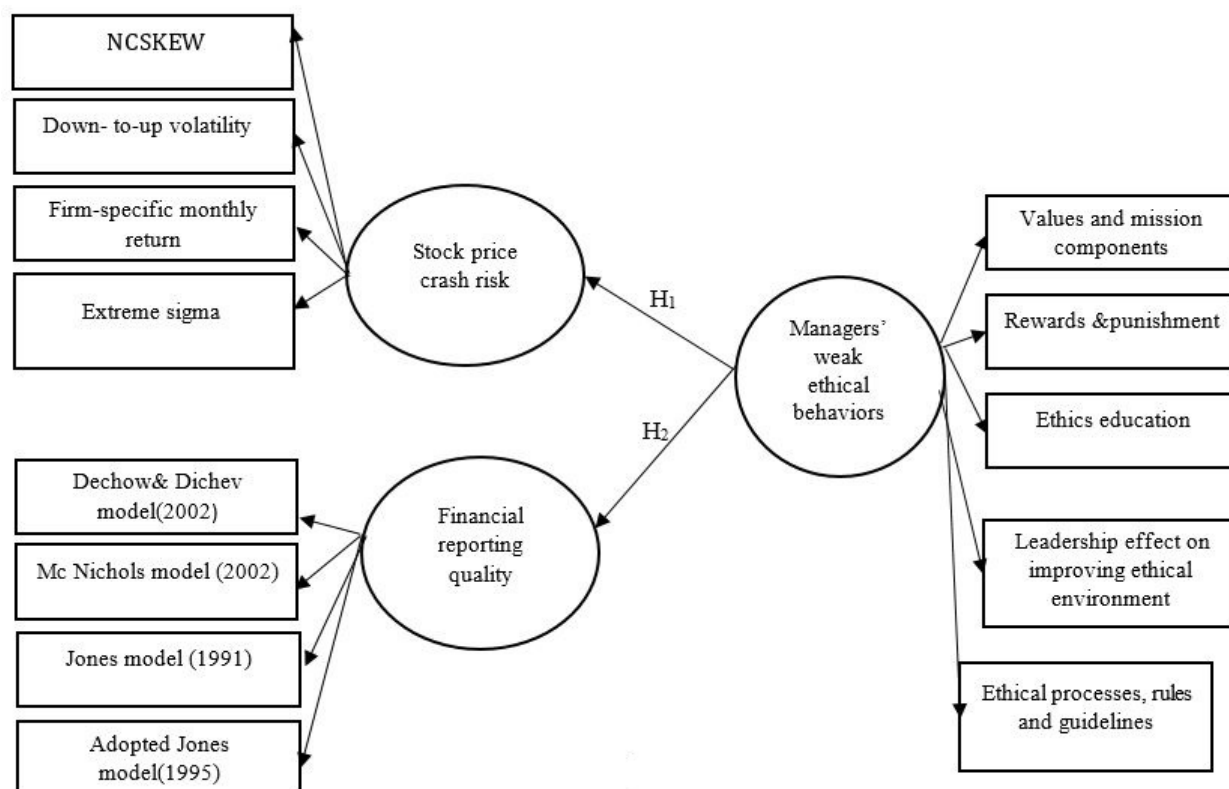 NCSKEW
Down- to-up volatility
Firm-specific monthly
return
Extreme sigma
Stock price
crash risk
H1
Managers’
weak
ethical
behaviors
Values and mission
components
Rewards &punishment
Ethics education
Leadership effect on
improving ethical
environment
Ethical processes, rules
and guidelines
H2
Dechow& Dichev
model(2002)
Mc Nichols model (2002)
Jones model (1991)
Adopted Jones
model(1995)
Financial
reporting
quality